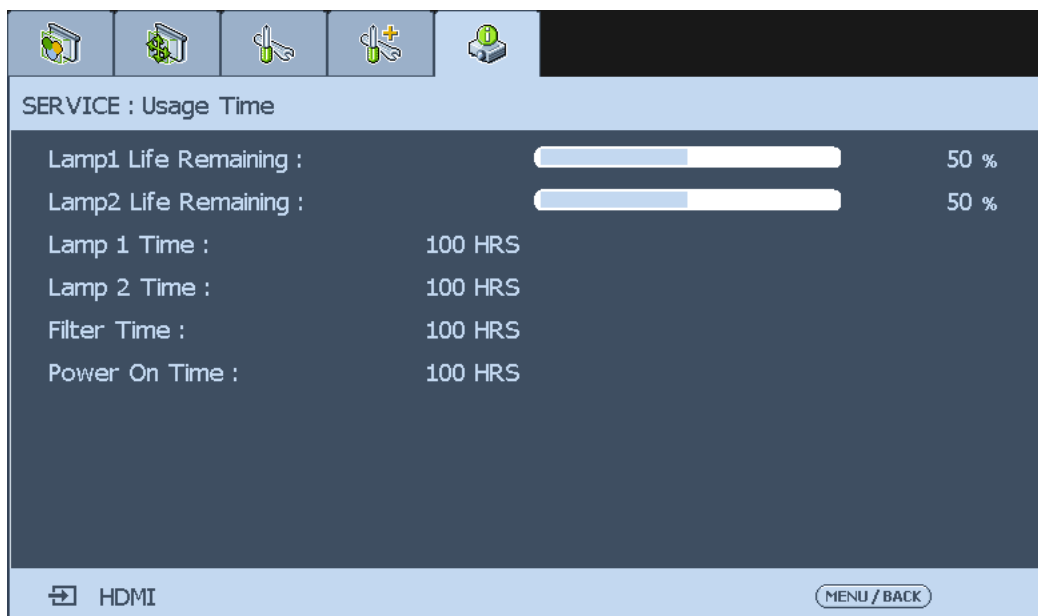 SERVICE : Usage Time
Lamp1 Life Remaining : 50 %
Lamp2 Life Remaining : 50 %
Lamp 1 Time : 100 HRS
Lamp 2 Time : 100 HRS
Filter Time : 100 HRS
Power On Time : 100 HRS
HDMI MENU / BACK